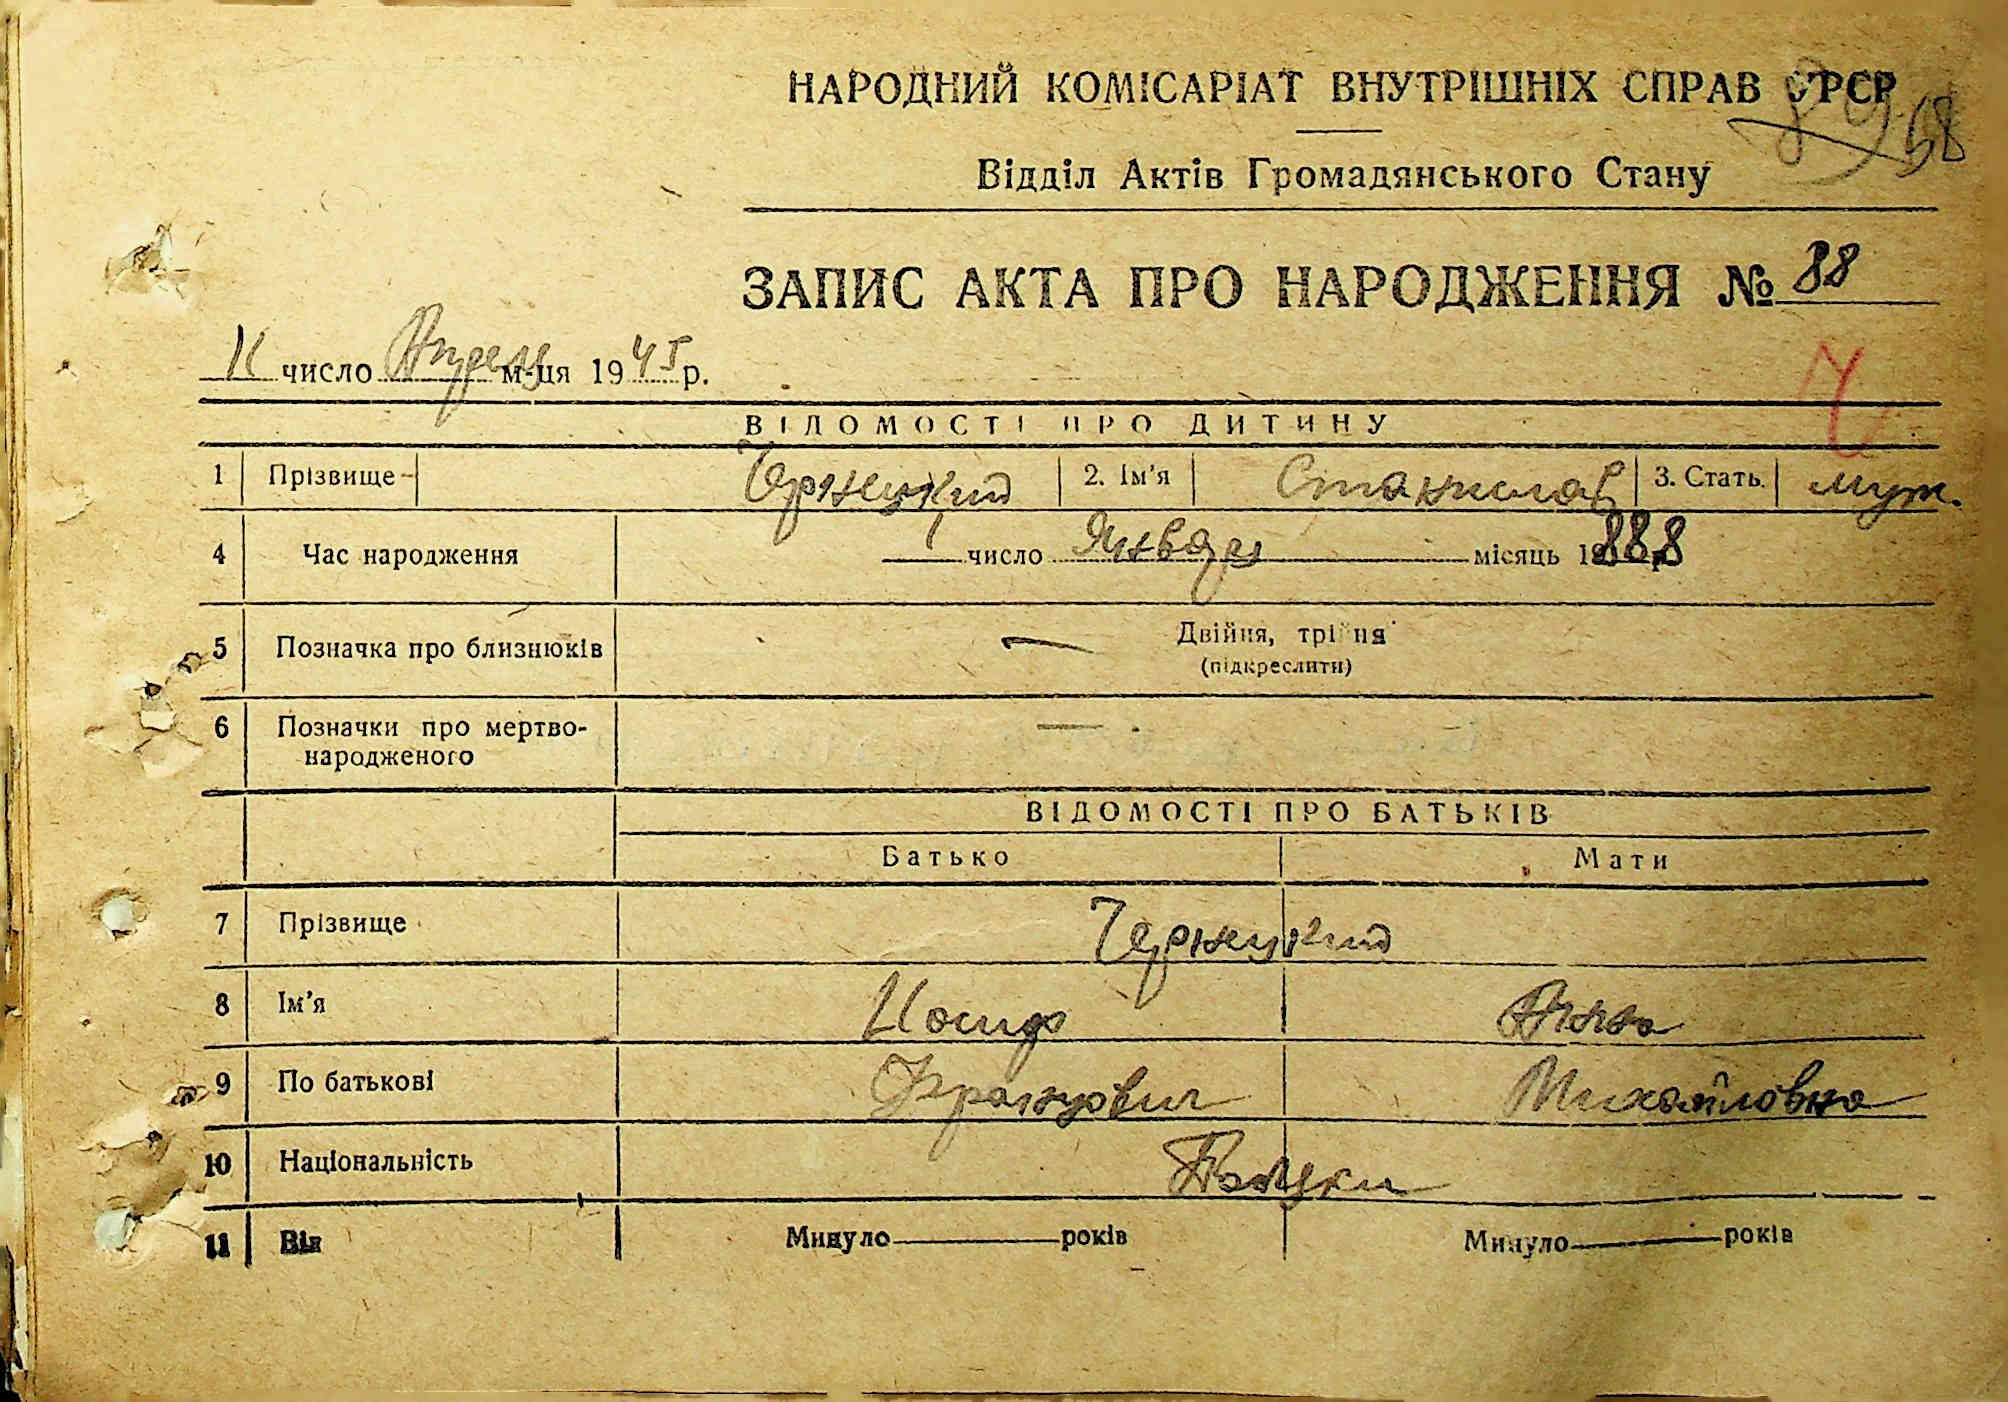 НАРОДНИЙ КОМІСАРІАТ ВНУТРІШНІХ СПРАВ УРСР
89 68
Відділ Актів Громадянського Стану
ЗАПИС АКТА ПРО НАРОДЖЕННЯ № 88
11 число Апреля м-ця 1945 р.
ВІДОМОСТІ ПРО ДИТИНУ
1 Прізвище Чернецкий 2. Ім'я Станислав 3. Стать. муж.
4 Час народження 1 число Января місяць 1888 р.
5 Позначка про близнюків — Двійня, трійня
(підкреслити)
6 Позначки про мертво-
народженого —
ВІДОМОСТІ ПРО БАТЬКІВ
Батько Мати
7 Прізвище Чернецкий
8 Ім'я Иосиф Анна
9 По батькові Францович Михайловна
10 Національність Поляки
11 Вік Минуло — років Минуло — років